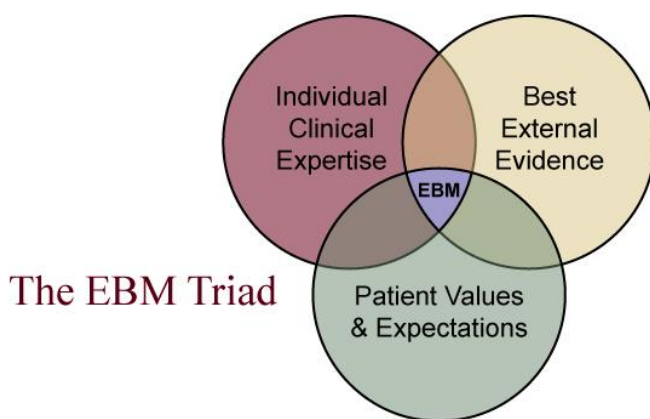 Individual
Clinical
Expertise
Best
External
Evidence
EBM
The EBM Triad
Patient Values
& Expectations